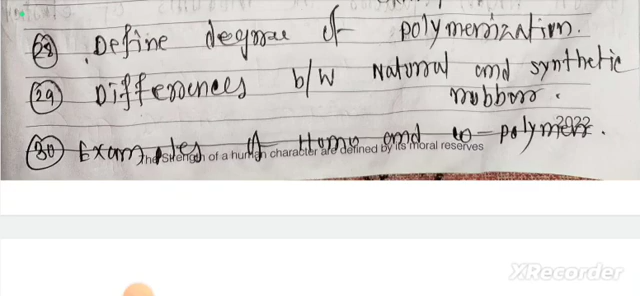 (28) Define degree of polymerization.
(29) Differences b/w Natural and synthetic
rubber.
(30) Examples of Homo and co-polymers.
The Strength of a human character are defined by its moral reserves
2022
XRecorder